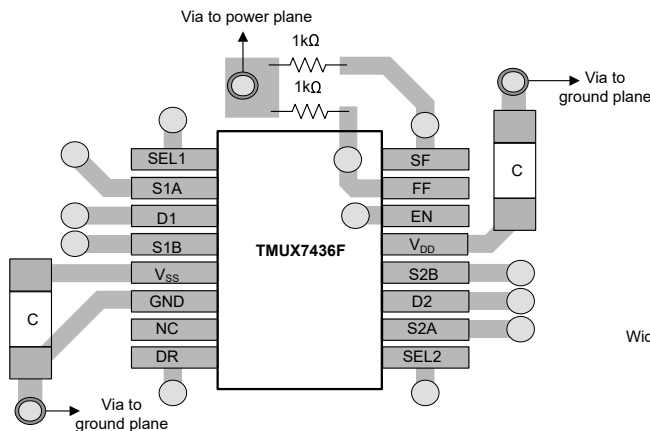 Via to power plane
1kΩ
1kΩ
Via to
ground plane
C
SEL1
S1A
D1
S1B
VSS
GND
NC
DR
TMUX7436F
SF
FF
EN
VDD
S2B
D2
S2A
SEL2
C
Via to
ground plane
Wid